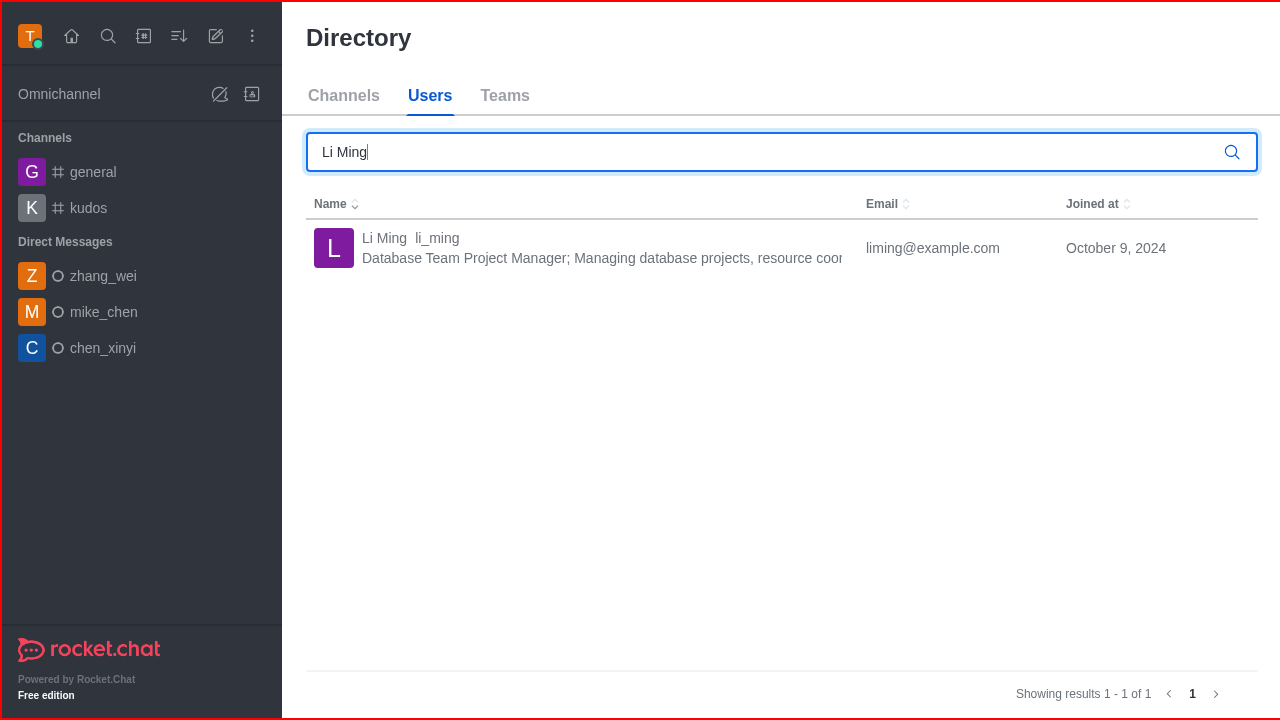 T
Directory
Omnichannel
Channels
G general
K kudos
Direct Messages
Z zhang_wei
M mike_chen
C chen_xinyi
rocket.chat
Powered by Rocket.Chat
Free edition
Channels Users Teams
Li Ming
Name Email Joined at
L
Li Ming li_ming
Database Team Project Manager; Managing database projects, resource coor
liming@example.com
October 9, 2024
Showing results 1 - 1 of 1 1